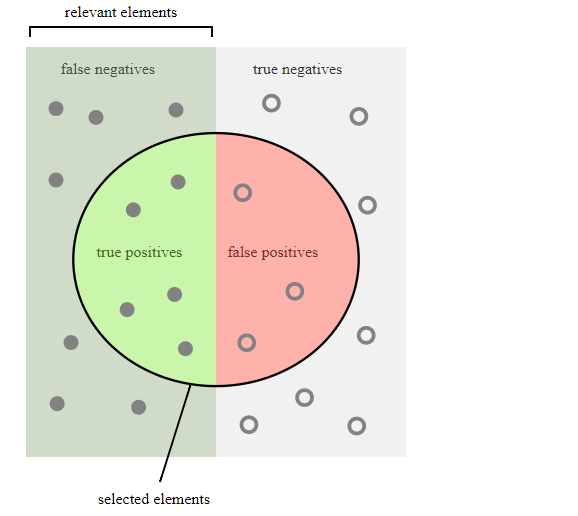 relevant elements
false negatives
true negatives
true positives
false positives
selected elements